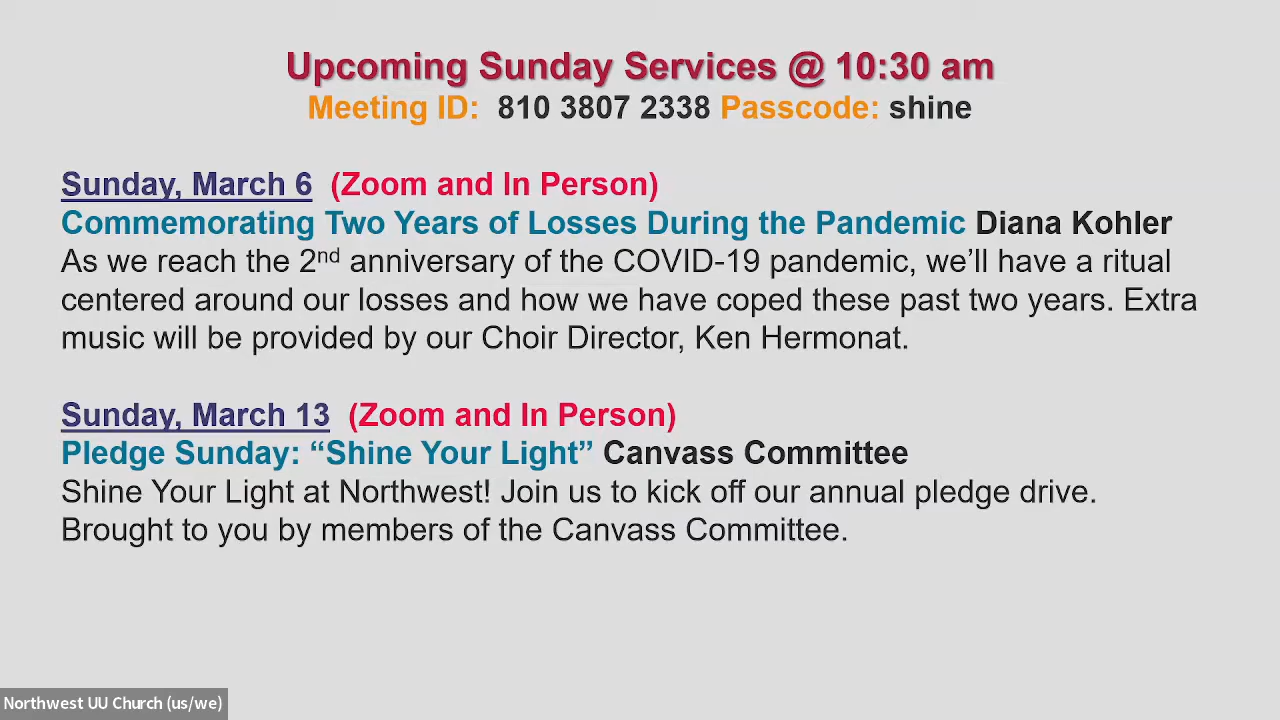 Upcoming Sunday Services @ 10:30 am
Meeting ID: 810 3807 2338 Passcode: shine
Sunday, March 6 (Zoom and In Person)
Commemorating Two Years of Losses During the Pandemic Diana Kohler
As we reach the 2nd anniversary of the COVID-19 pandemic, we’ll have a ritual
centered around our losses and how we have coped these past two years. Extra
music will be provided by our Choir Director, Ken Hermonat.
Sunday, March 13 (Zoom and In Person)
Pledge Sunday: “Shine Your Light” Canvass Committee
Shine Your Light at Northwest! Join us to kick off our annual pledge drive.
Brought to you by members of the Canvass Committee.
Northwest UU Church (us/we)